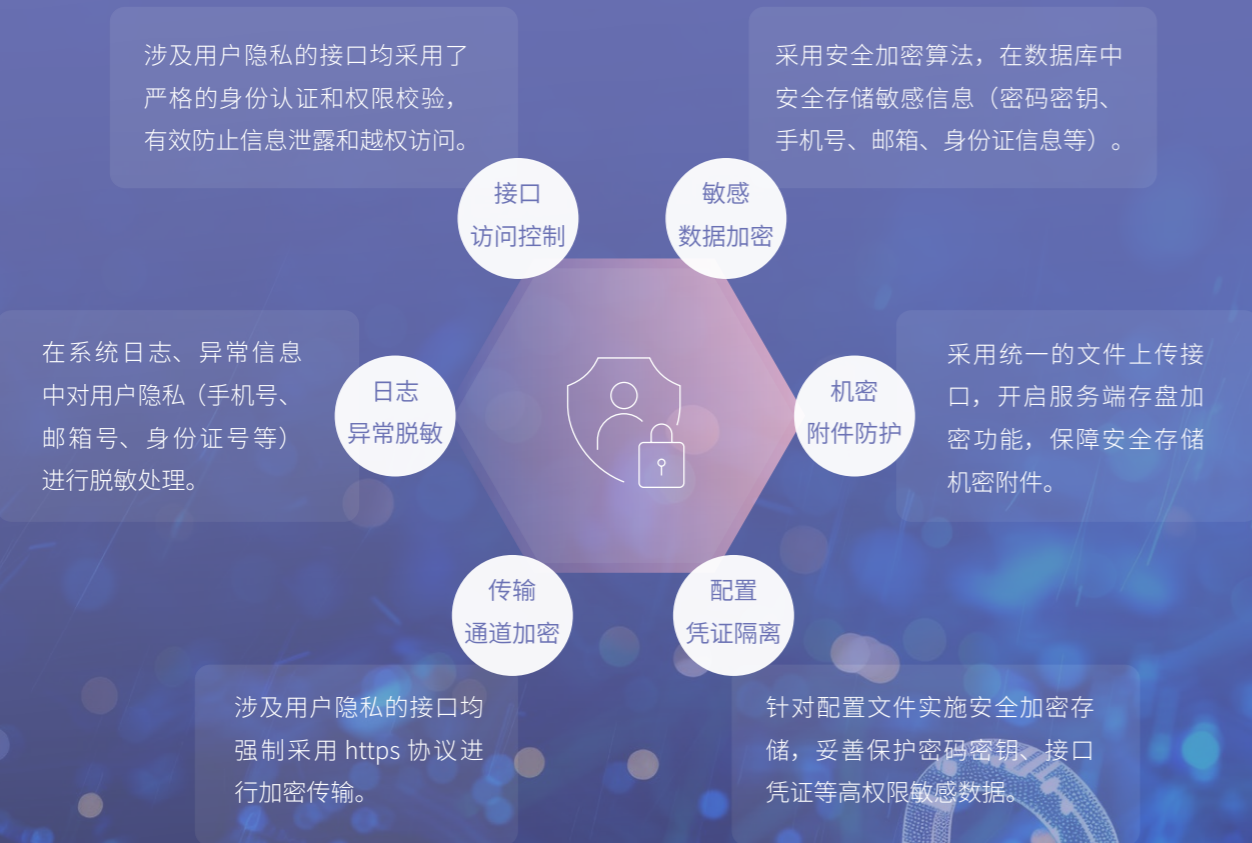 涉及用户隐私的接口均采用了
严格的身份认证和权限校验，
有效防止信息泄露和越权访问。
接口
访问控制
采用安全加密算法，在数据库中
安全存储敏感信息（密码密钥、
手机号、邮箱、身份证信息等）。
敏感
数据加密
在系统日志、异常信息
中对用户隐私（手机号、
邮箱号、身份证号等）
进行脱敏处理。
日志
异常脱敏
机密
附件防护
采用统一的文件上传接
口，开启服务端存盘加
密功能，保障安全存储
机密附件。
传输
通道加密
涉及用户隐私的接口均
强制采用 https 协议进
行加密传输。
配置
凭证隔离
针对配置文件实施安全加密存
储，妥善保护密码密钥、接口
凭证等高权限敏感数据。